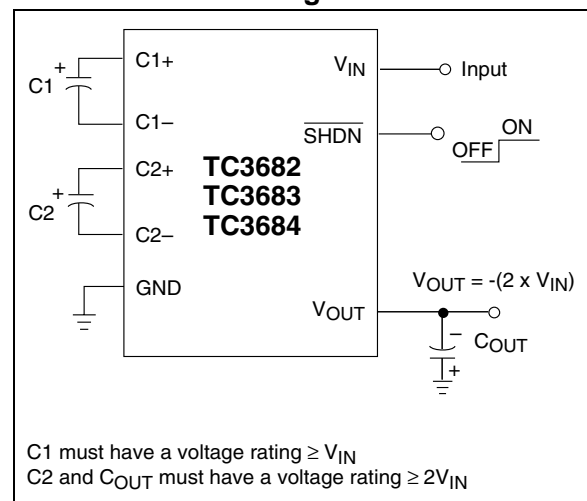 C1+
VIN
Input
+
C1
C1–
SHDN
ON
OFF
C2+
TC3682
+
TC3683
C2
C2–
TC3684
GND
VOUT = -(2 x VIN)
VOUT
–
COUT
+
C1 must have a voltage rating ≥ VIN
C2 and COUT must have a voltage rating ≥ 2VIN